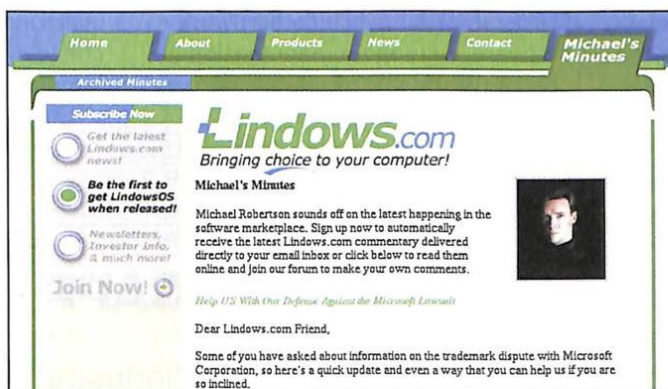 Home About Products News Contact Michael's Minutes
Archived Minutes
Subscribe Now
Get the latest
Lindows.com
news!
Be the first to
get LindowsOS
when released!
Newsletters,
Investor info,
& much more!
Join Now!
Lindows.com
Bringing choice to your computer!
Michael's Minutes
Michael Robertson sounds off on the latest happening in the
software marketplace. Sign up now to automatically
receive the latest Lindows.com commentary delivered
directly to your email inbox or click below to read them
online and join our forum to make your own comments.
Help US With Our Defense Against the Microsoft Lawsuit
Dear Lindows.com Friend,
Some of you have asked about information on the trademark dispute with Microsoft
Corporation, so here's a quick update and even a way that you can help us if you are
so inclined.